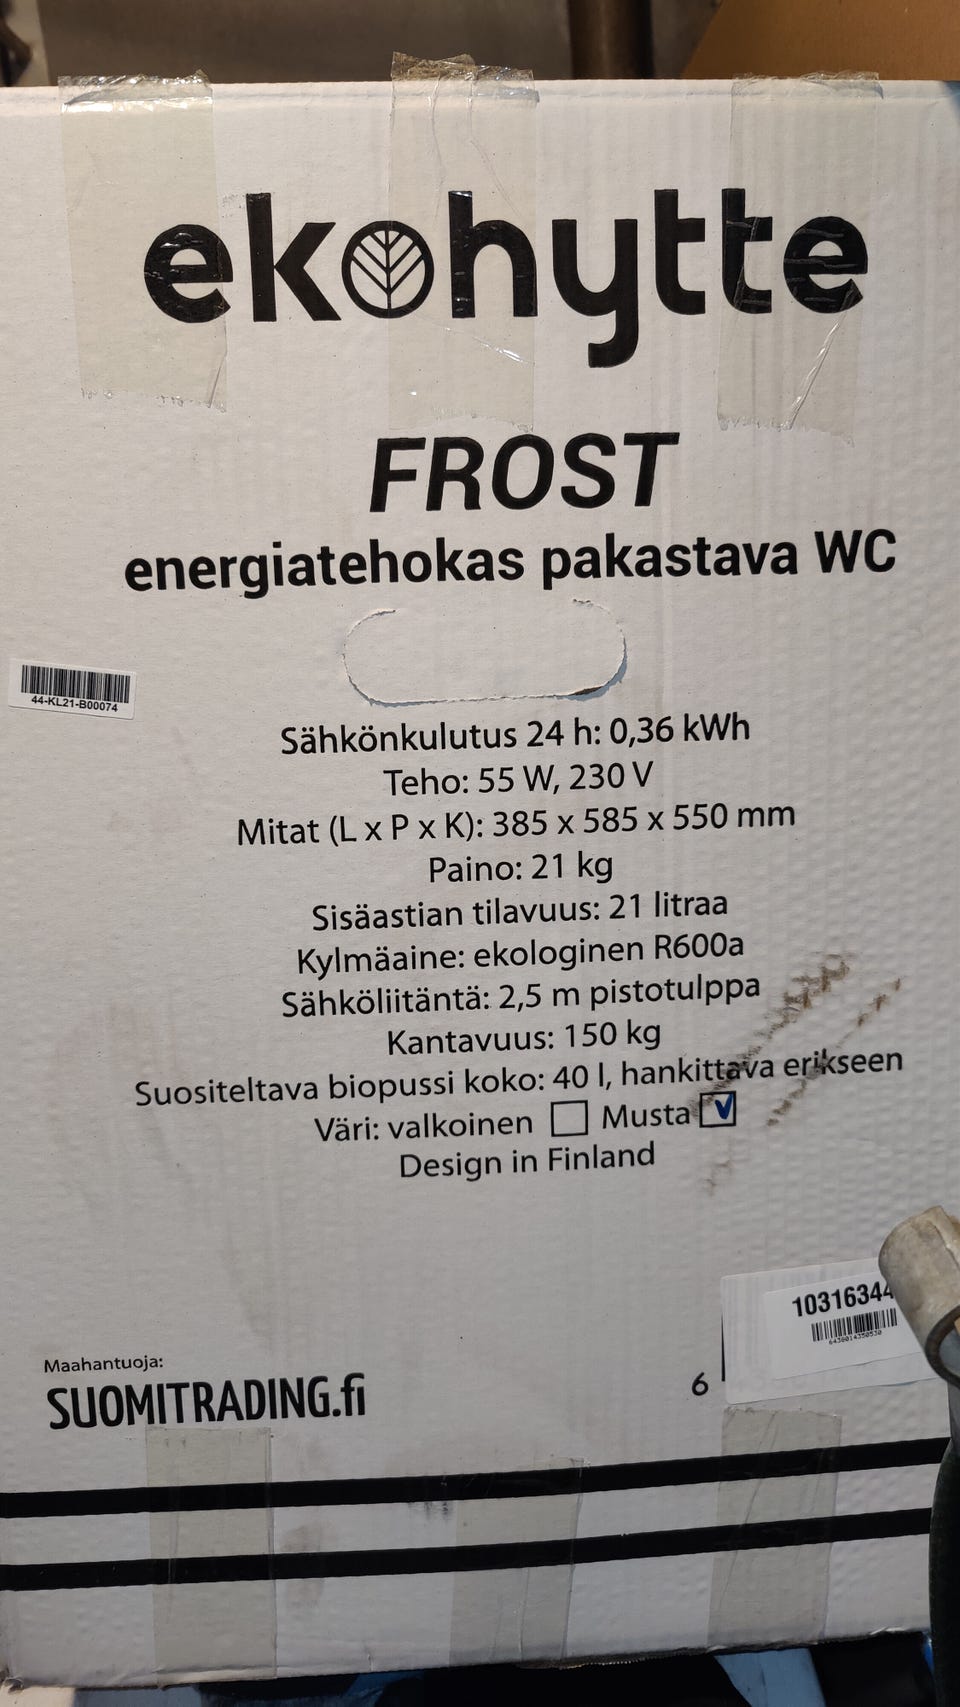 ekohytte
FROST
energiatehokas pakastava WC
44-KL21-B00074
Sähkönkulutus 24 h: 0,36 kWh
Teho: 55 W, 230 V
Mitat (L x P x K): 385 x 585 x 550 mm
Paino: 21 kg
Sisäastian tilavuus: 21 litraa
Kylmäaine: ekologinen R600a
Sähköliitäntä: 2,5 m pistotulppa
Kantavuus: 150 kg
Suositeltava biopussi koko: 40 l, hankittava erikseen
Väri: valkoinen Musta
Design in Finland
Maahantuoja:
SUOMITRADING.fi
6